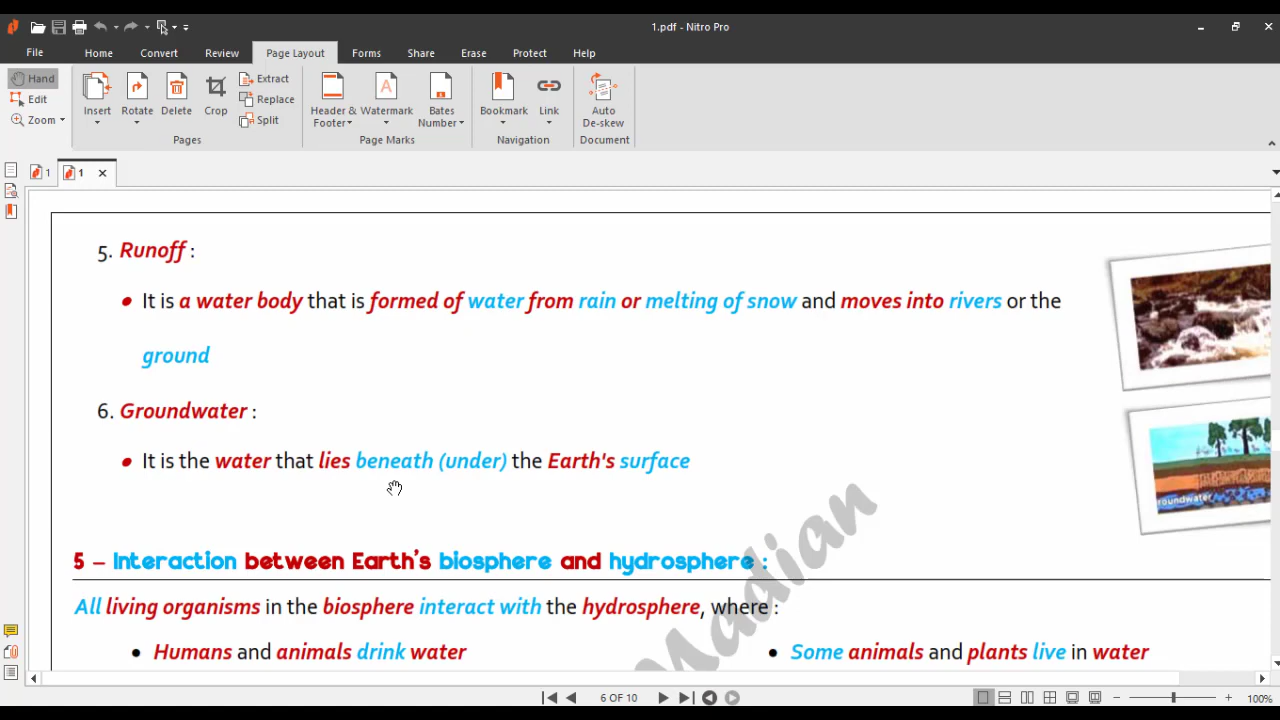 1.pdf - Nitro Pro
File Home Convert Review Page Layout Forms Share Erase Protect Help
Hand
Edit
Zoom
Insert Rotate Delete Crop
Extract
Replace
Split
Header & Footer
Watermark
Bates Number
Bookmark
Link
Auto De-skew
Pages Page Marks Navigation Document
1 1
5. Runoff :
• It is a water body that is formed of water from rain or melting of snow and moves into rivers or the
ground
6. Groundwater :
• It is the water that lies beneath (under) the Earth's surface
roundwater
5 – Interaction between Earth's biosphere and hydrosphere :
All living organisms in the biosphere interact with the hydrosphere, where :
• Humans and animals drink water
• Some animals and plants live in water
Madian
6 OF 10
100%